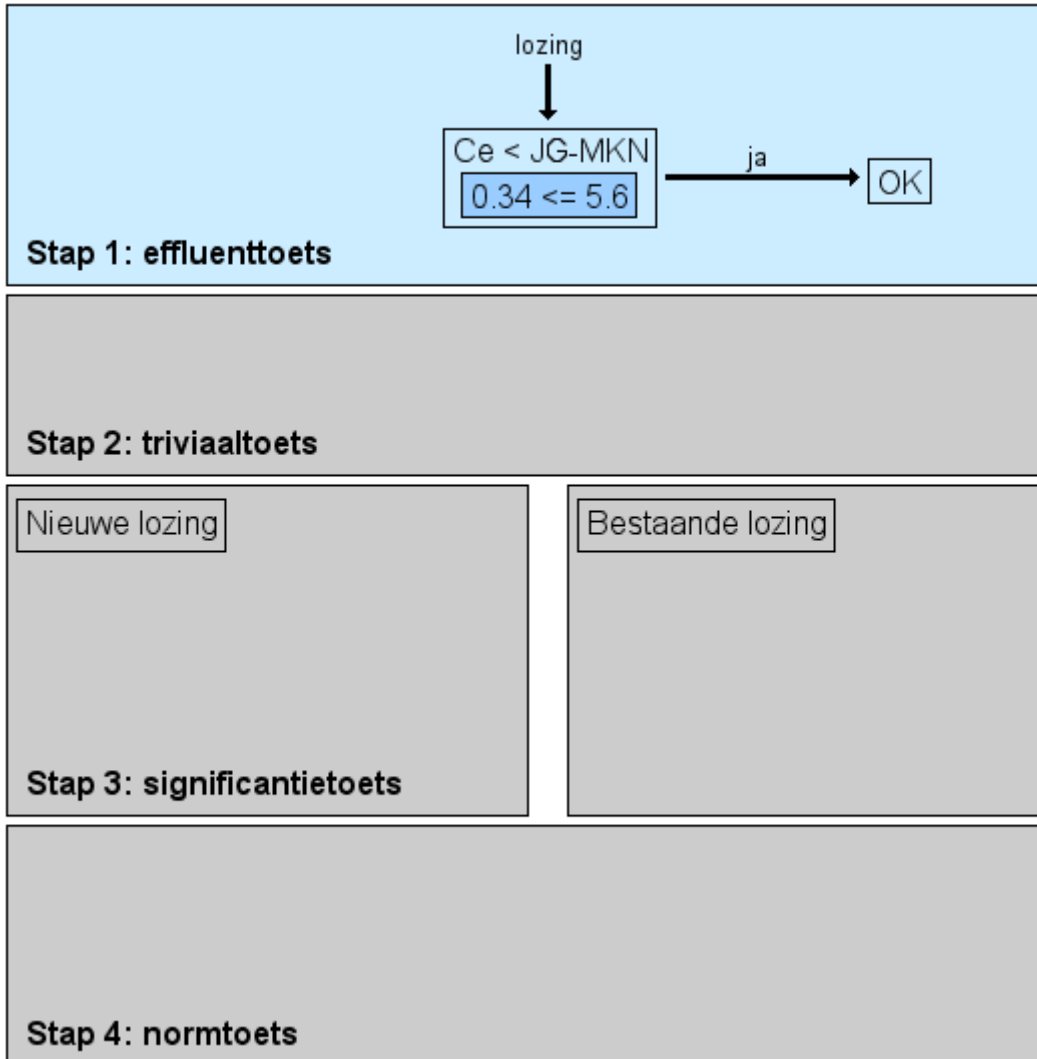 lozing
Ce < JG-MKN
0.34 <= 5.6
ja
OK
Stap 1: effluenttoets
Stap 2: triviaaltoets
Nieuwe lozing
Bestaande lozing
Stap 3: significantietoets
Stap 4: normtoets